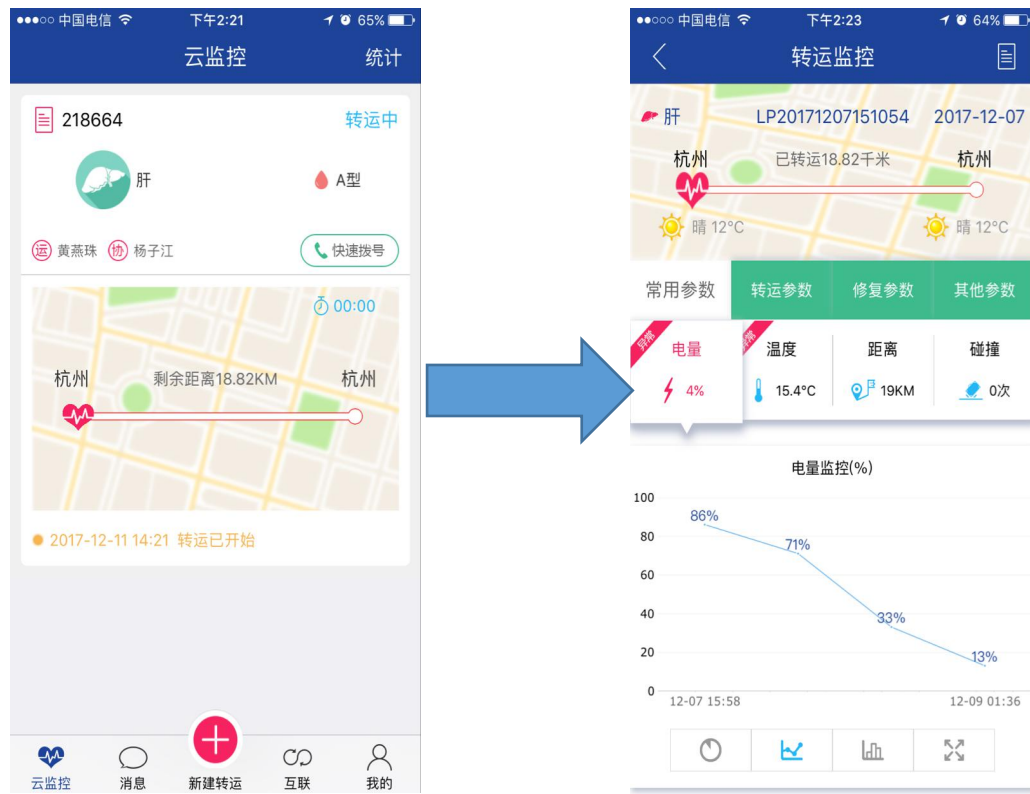 中国电信 下午2:21 65%
云监控 统计
218664 转运中
肝 A型
运 黄燕珠 协 杨子江 快速拨号
00:00
杭州 剩余距离18.82KM 杭州
2017-12-11 14:21 转运已开始
云监控 消息 新建转运 互联 我的
中国电信 下午2:23 64%
转运监控
肝 LP20171207151054 2017-12-07
杭州 已转运18.82千米 杭州
晴 12°C 晴 12°C
常用参数 转运参数 修复参数 其他参数
异常 电量 异常 温度 距离 碰撞
4% 15.4°C 19KM 0次
电量监控(%)
100
86%
80
71%
60
40
33%
20
13%
0
12-07 15:58 12-09 01:36